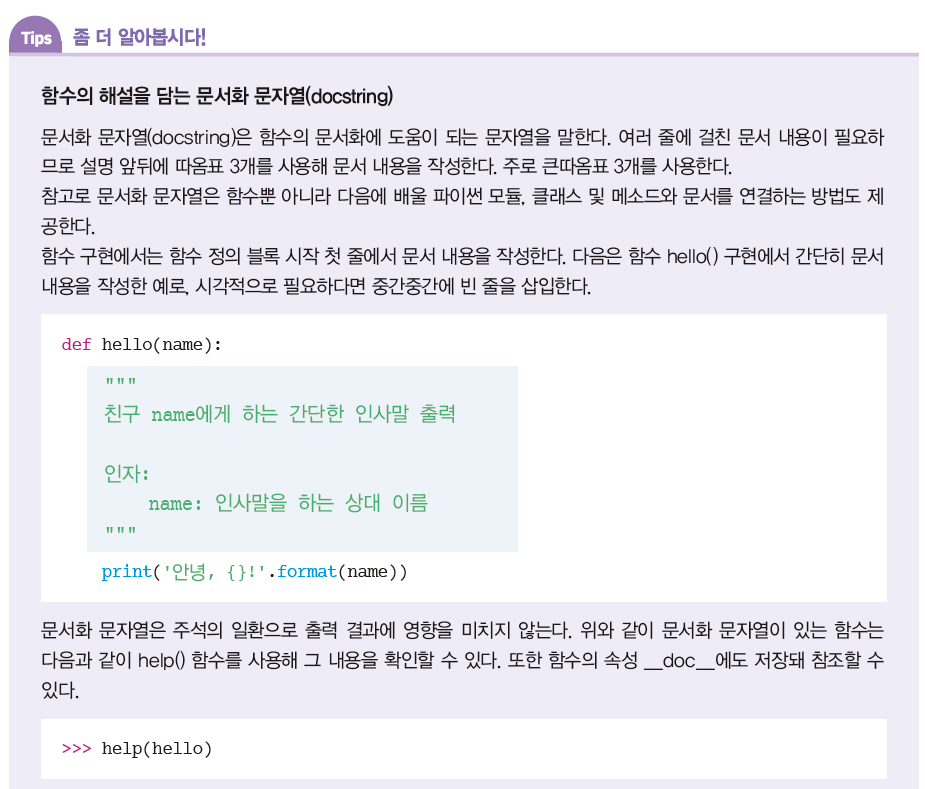 Tips 좀 더 알아봅시다!
함수의 해설을 담는 문서화 문자열(docstring)
문서화 문자열(docstring)은 함수의 문서화에 도움이 되는 문자열을 말한다. 여러 줄에 걸친 문서 내용이 필요하
므로 설명 앞뒤에 따옴표 3개를 사용해 문서 내용을 작성한다. 주로 큰따옴표 3개를 사용한다.
참고로 문서화 문자열은 함수뿐 아니라 다음에 배울 파이썬 모듈, 클래스 및 메소드와 문서를 연결하는 방법도 제
공한다.
함수 구현에서는 함수 정의 블록 시작 첫 줄에서 문서 내용을 작성한다. 다음은 함수 hello() 구현에서 간단히 문서
내용을 작성한 예로, 시각적으로 필요하다면 중간중간에 빈 줄을 삽입한다.
def hello(name):
"""
친구 name에게 하는 간단한 인사말 출력
인자:
name: 인사말을 하는 상대 이름
"""
print('안녕, {}!'.format(name))
문서화 문자열은 주석의 일환으로 출력 결과에 영향을 미치지 않는다. 위와 같이 문서화 문자열이 있는 함수는
다음과 같이 help() 함수를 사용해 그 내용을 확인할 수 있다. 또한 함수의 속성 __doc__에도 저장돼 참조할 수
있다.
>>> help(hello)